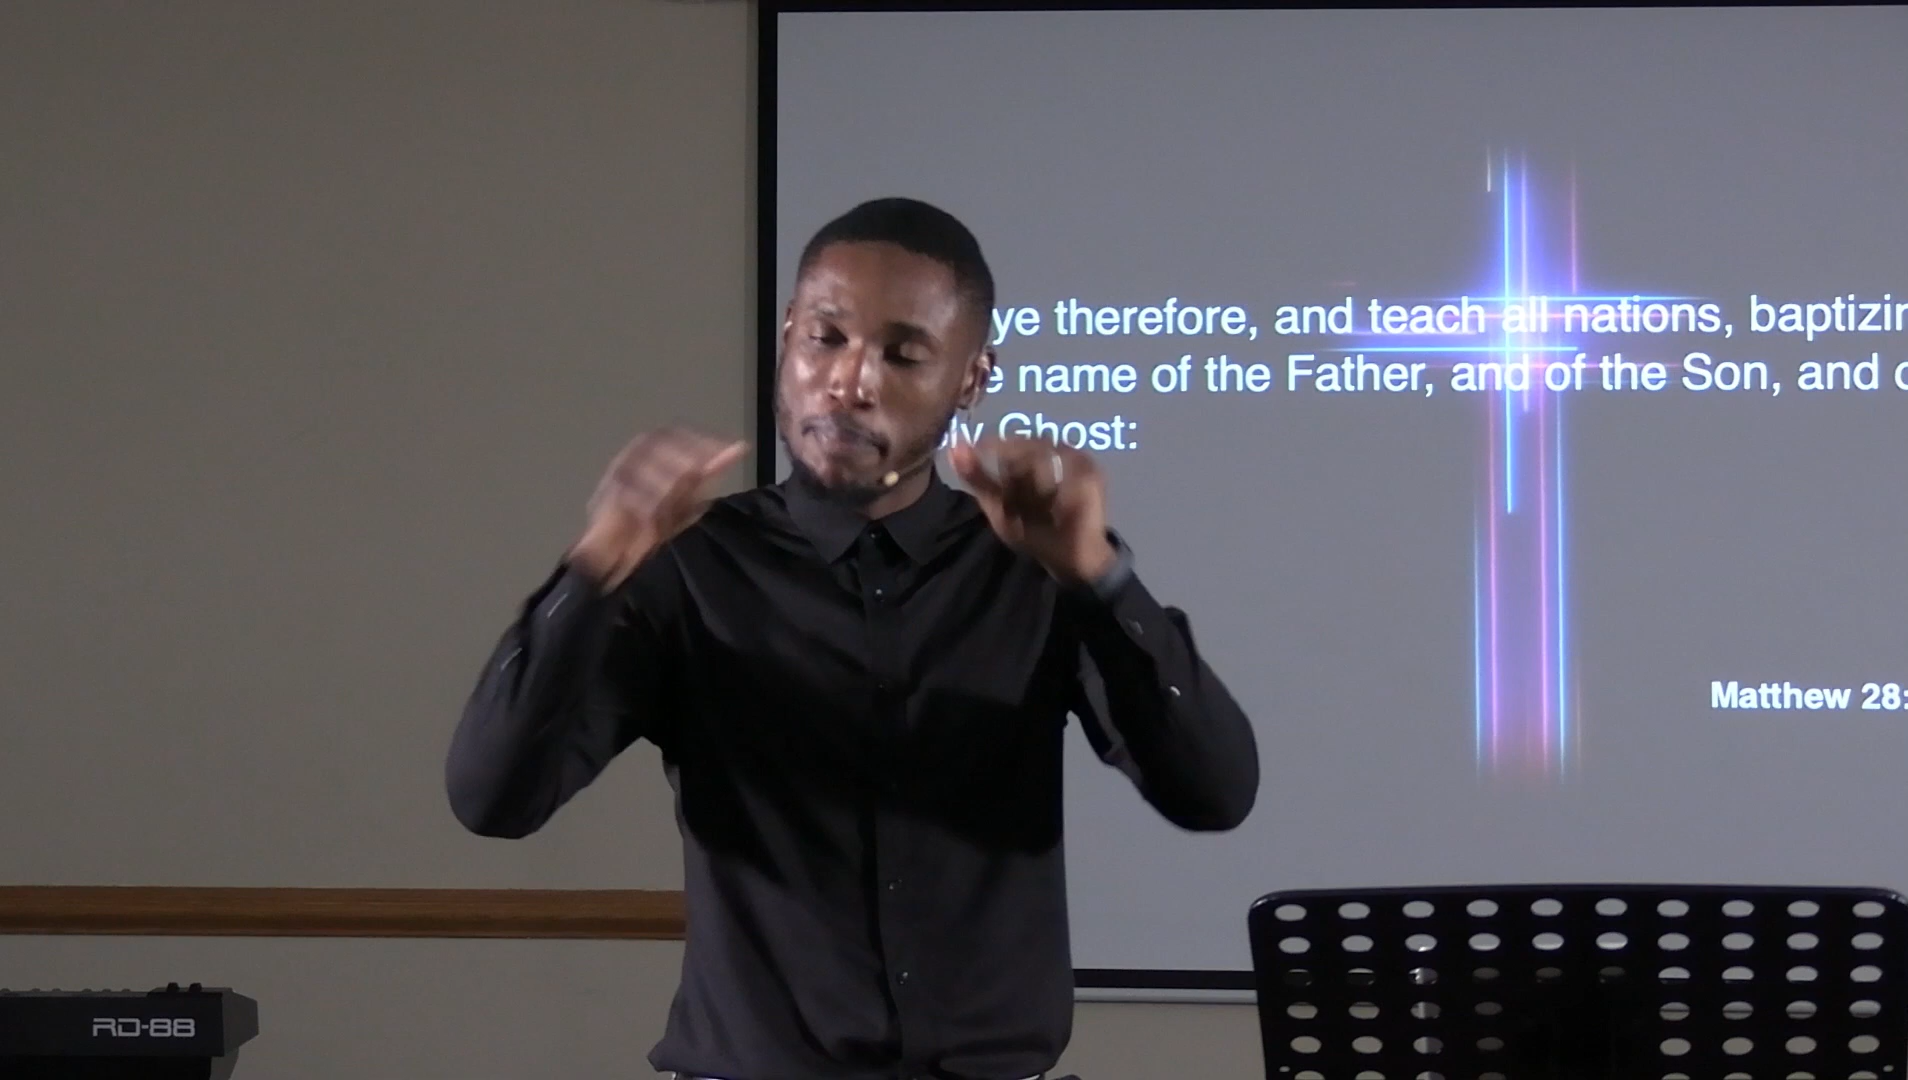 ye therefore, and teach all nations, baptizin
name of the Father, and of the Son, and
Ghost:
Matthew 28:
RD-88